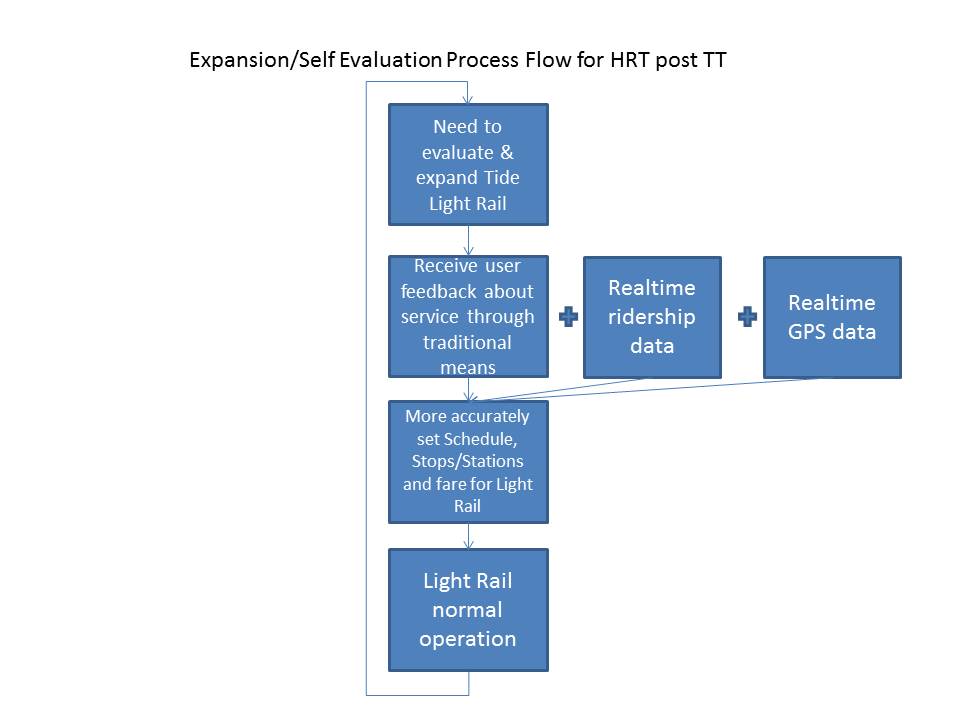 Expansion/Self Evaluation Process Flow for HRT post TT
Need to
evaluate &
expand Tide
Light Rail
Receive user
feedback about
service through
traditional
means
Realtime
ridership
data
Realtime
GPS data
More accurately
set Schedule,
Stops/Stations
and fare for Light
Rail
Light Rail
normal
operation